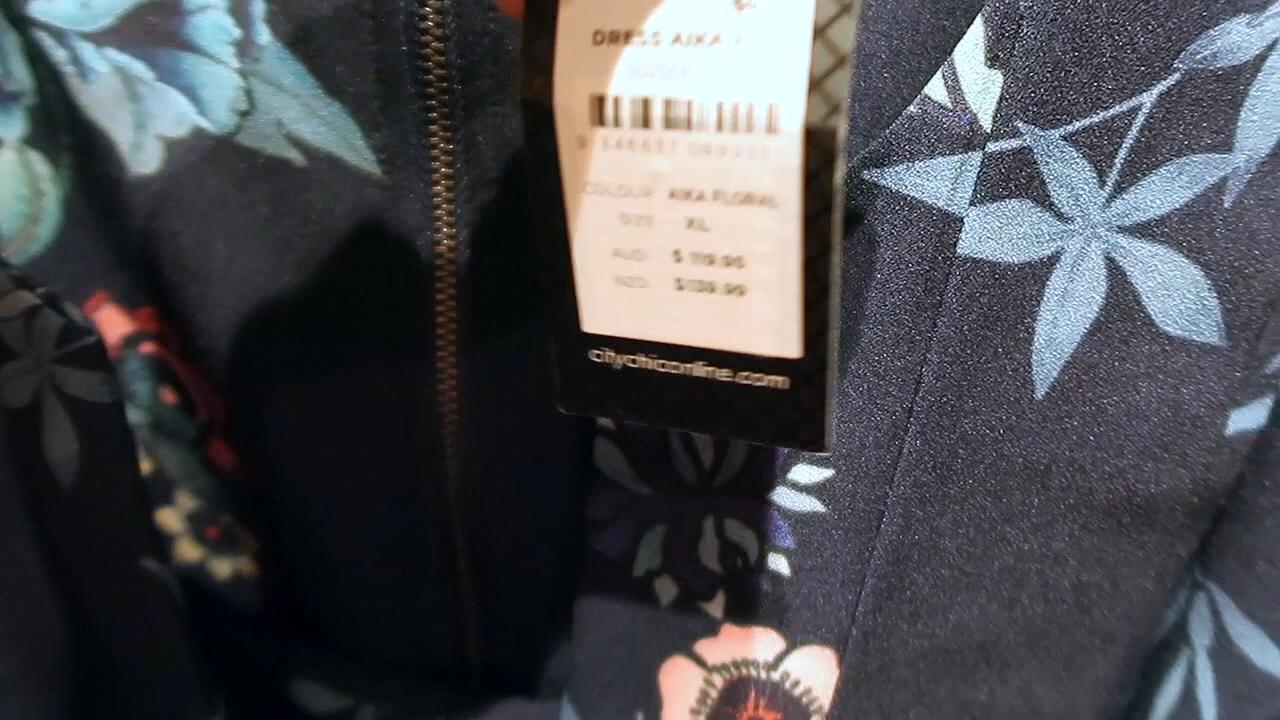 DRESS AIKA
COLOUR AIKA FLORAL
SIZE XL
AUD $ 119.95
NZD $139.99
citychiconline.com